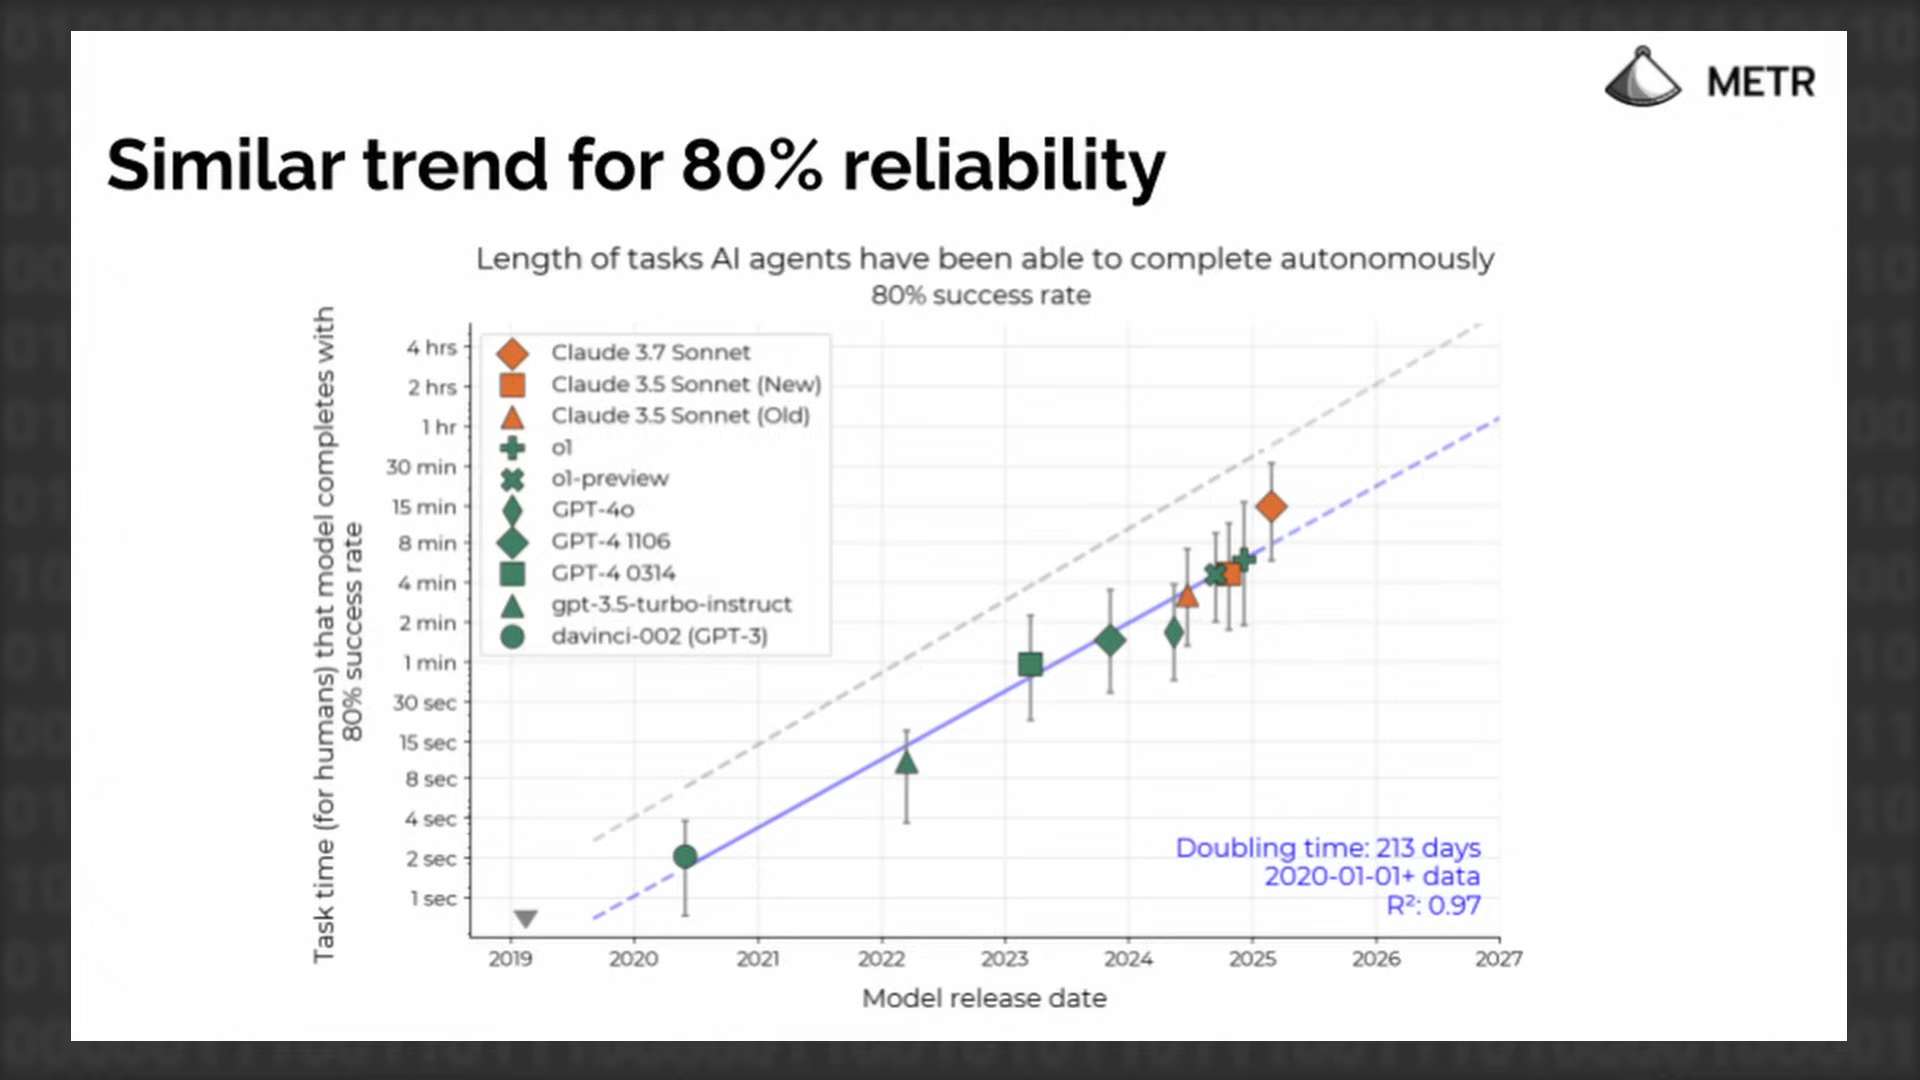 METR
Similar trend for 80% reliability
Length of tasks AI agents have been able to complete autonomously
80% success rate
Task time (for humans) that model completes with
80% success rate
4 hrs
2 hrs
1 hr
30 min
15 min
8 min
4 min
2 min
1 min
30 sec
15 sec
8 sec
4 sec
2 sec
1 sec
Claude 3.7 Sonnet
Claude 3.5 Sonnet (New)
Claude 3.5 Sonnet (Old)
o1
o1-preview
GPT-4o
GPT-4 1106
GPT-4 0314
gpt-3.5-turbo-instruct
davinci-002 (GPT-3)
Doubling time: 213 days
2020-01-01+ data
R²: 0.97
2019 2020 2021 2022 2023 2024 2025 2026 2027
Model release date